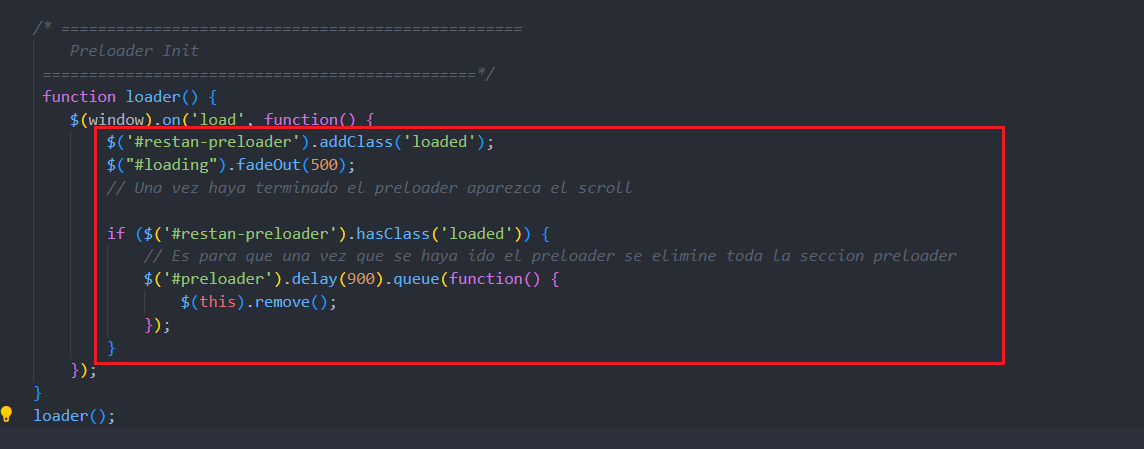 /* ==================================================
Preloader Init
===============================================*/
function loader() {
$(window).on('load', function() {
$('#restan-preloader').addClass('loaded');
$("#loading").fadeOut(500);
// Una vez haya terminado el preloader aparezca el scroll
if ($('#restan-preloader').hasClass('loaded')) {
// Es para que una vez que se haya ido el preloader se elimine toda la seccion preloader
$('#preloader').delay(900).queue(function() {
$(this).remove();
});
}
});
}
loader();